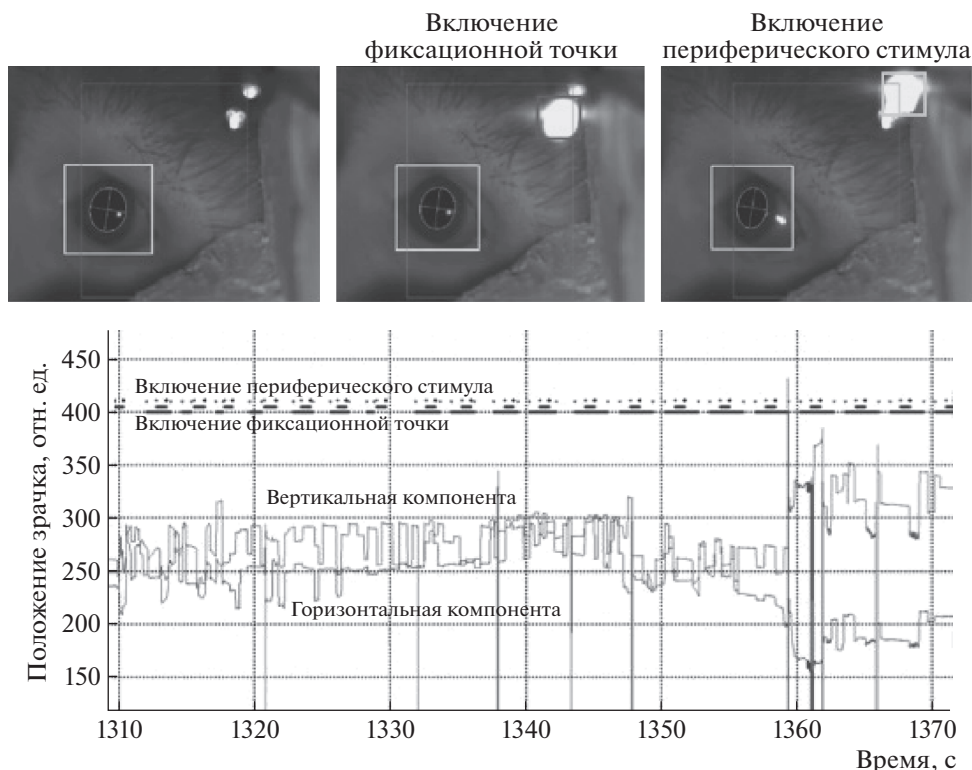 Включение
фиксационной точки
Включение
периферического стимула
Положение зрачка, отн. ед.
450
400
350
300
250
200
150
Включение периферического стимула
Включение фиксационной точки
Вертикальная компонента
Горизонтальная компонента
1310 1320 1330 1340 1350 1360 1370
Время, с